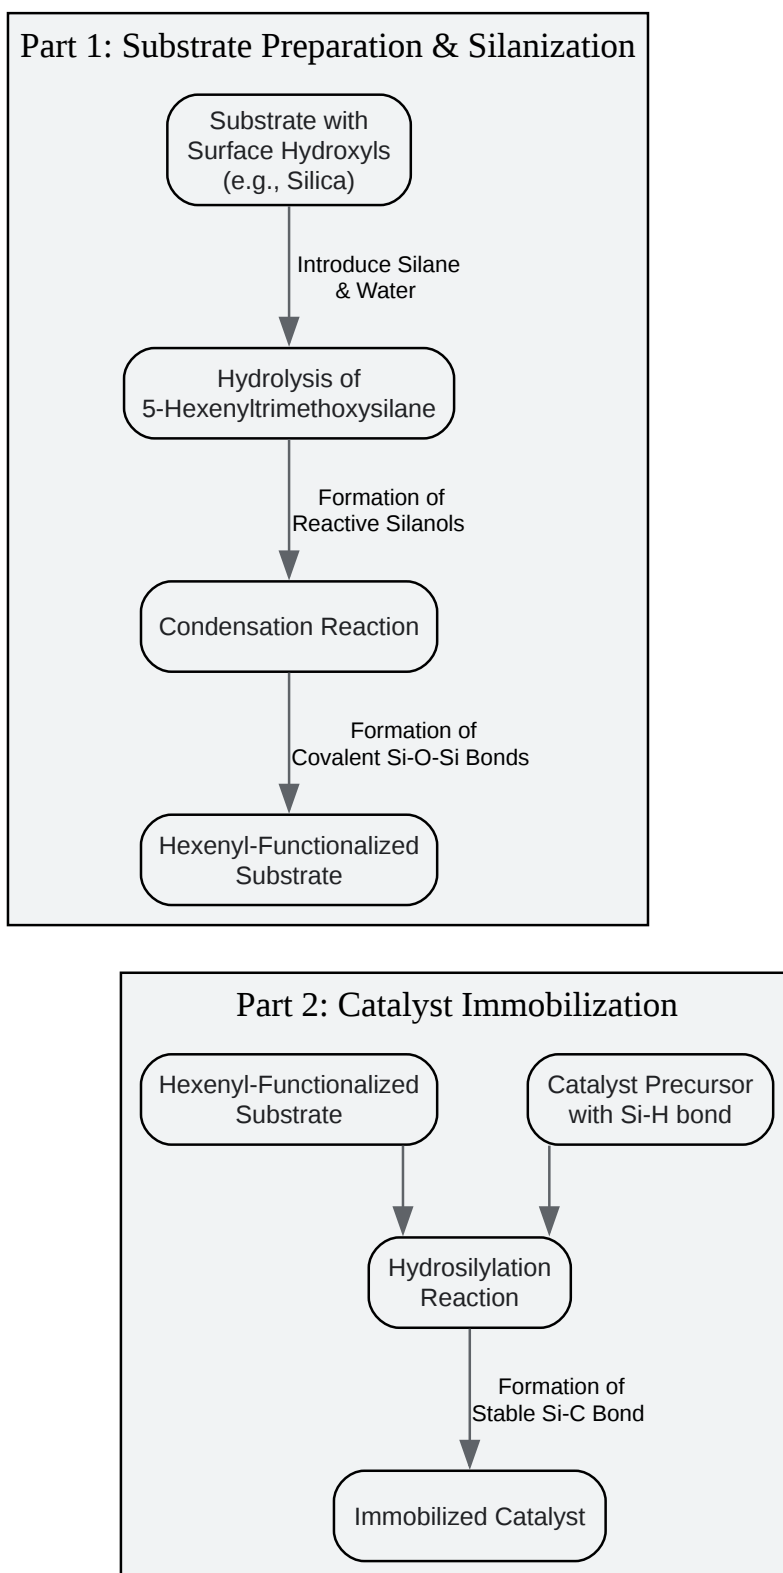 Part 1: Substrate Preparation & Silanization
Substrate with
Surface Hydroxyls
(e.g., Silica)
Introduce Silane
& Water
Hydrolysis of
5-Hexenyltrimethoxysilane
Formation of
Reactive Silanols
Condensation Reaction
Formation of
Covalent Si-O-Si Bonds
Hexenyl-Functionalized
Substrate
Part 2: Catalyst Immobilization
Hexenyl-Functionalized
Substrate
Catalyst Precursor
with Si-H bond
Hydrosilylation
Reaction
Formation of
Stable Si-C Bond
Immobilized Catalyst